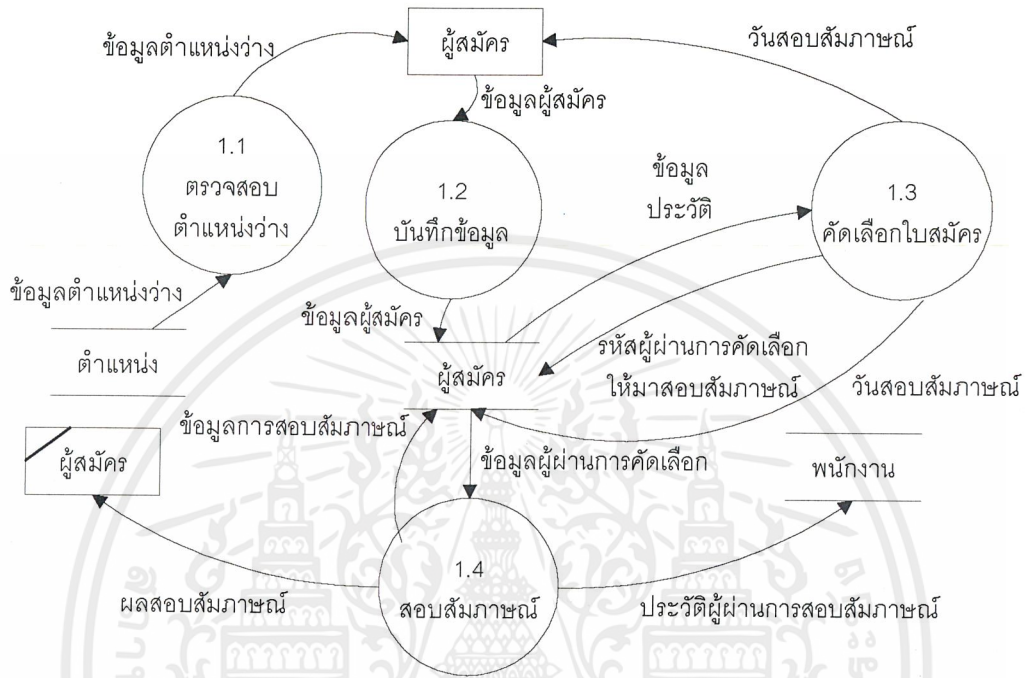 ข้อมูลตำแหน่งว่าง
ผู้สมัคร
วันสอบสัมภาษณ์
ข้อมูลผู้สมัคร
1.1
ตรวจสอบ
ตำแหน่งว่าง
1.2
บันทึกข้อมูล
ข้อมูล
ประวัติ
1.3
คัดเลือกใบสมัคร
ข้อมูลตำแหน่งว่าง
ข้อมูลผู้สมัคร
ตำแหน่ง
ผู้สมัคร
รหัสผู้ผ่านการคัดเลือก
ให้มาสอบสัมภาษณ์
วันสอบสัมภาษณ์
ข้อมูลการสอบสัมภาษณ์
ผู้สมัคร
ข้อมูลผู้ผ่านการคัดเลือก
พนักงาน
1.4
สอบสัมภาษณ์
ผลสอบสัมภาษณ์
ประวัติผู้ผ่านการสอบสัมภาษณ์